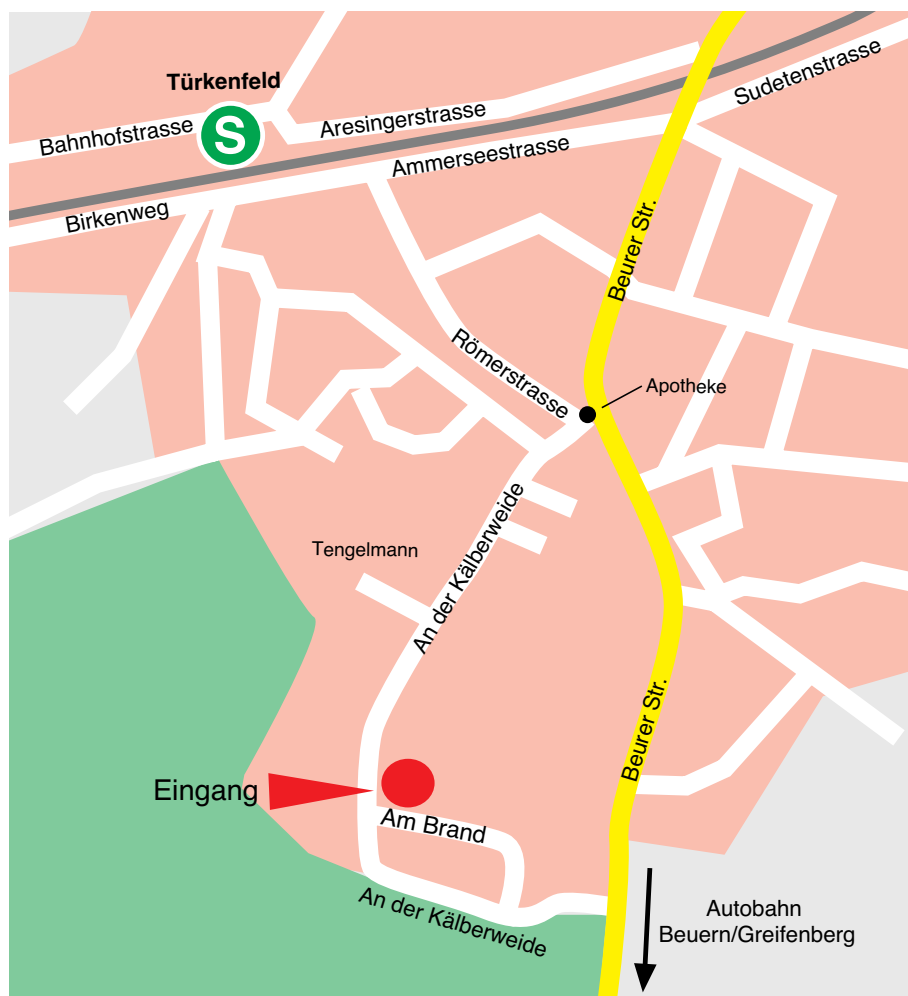 Türkenfeld
S
Bahnhofstrasse
Aresingerstrasse
Sudetenstrasse
Ammerseestrasse
Birkenweg
Beurer Str.
Römerstrasse
Apotheke
An der Kälberweide
Tengelmann
Beurer Str.
Eingang
Am Brand
An der Kälberweide
Autobahn
Beuern/Greifenberg